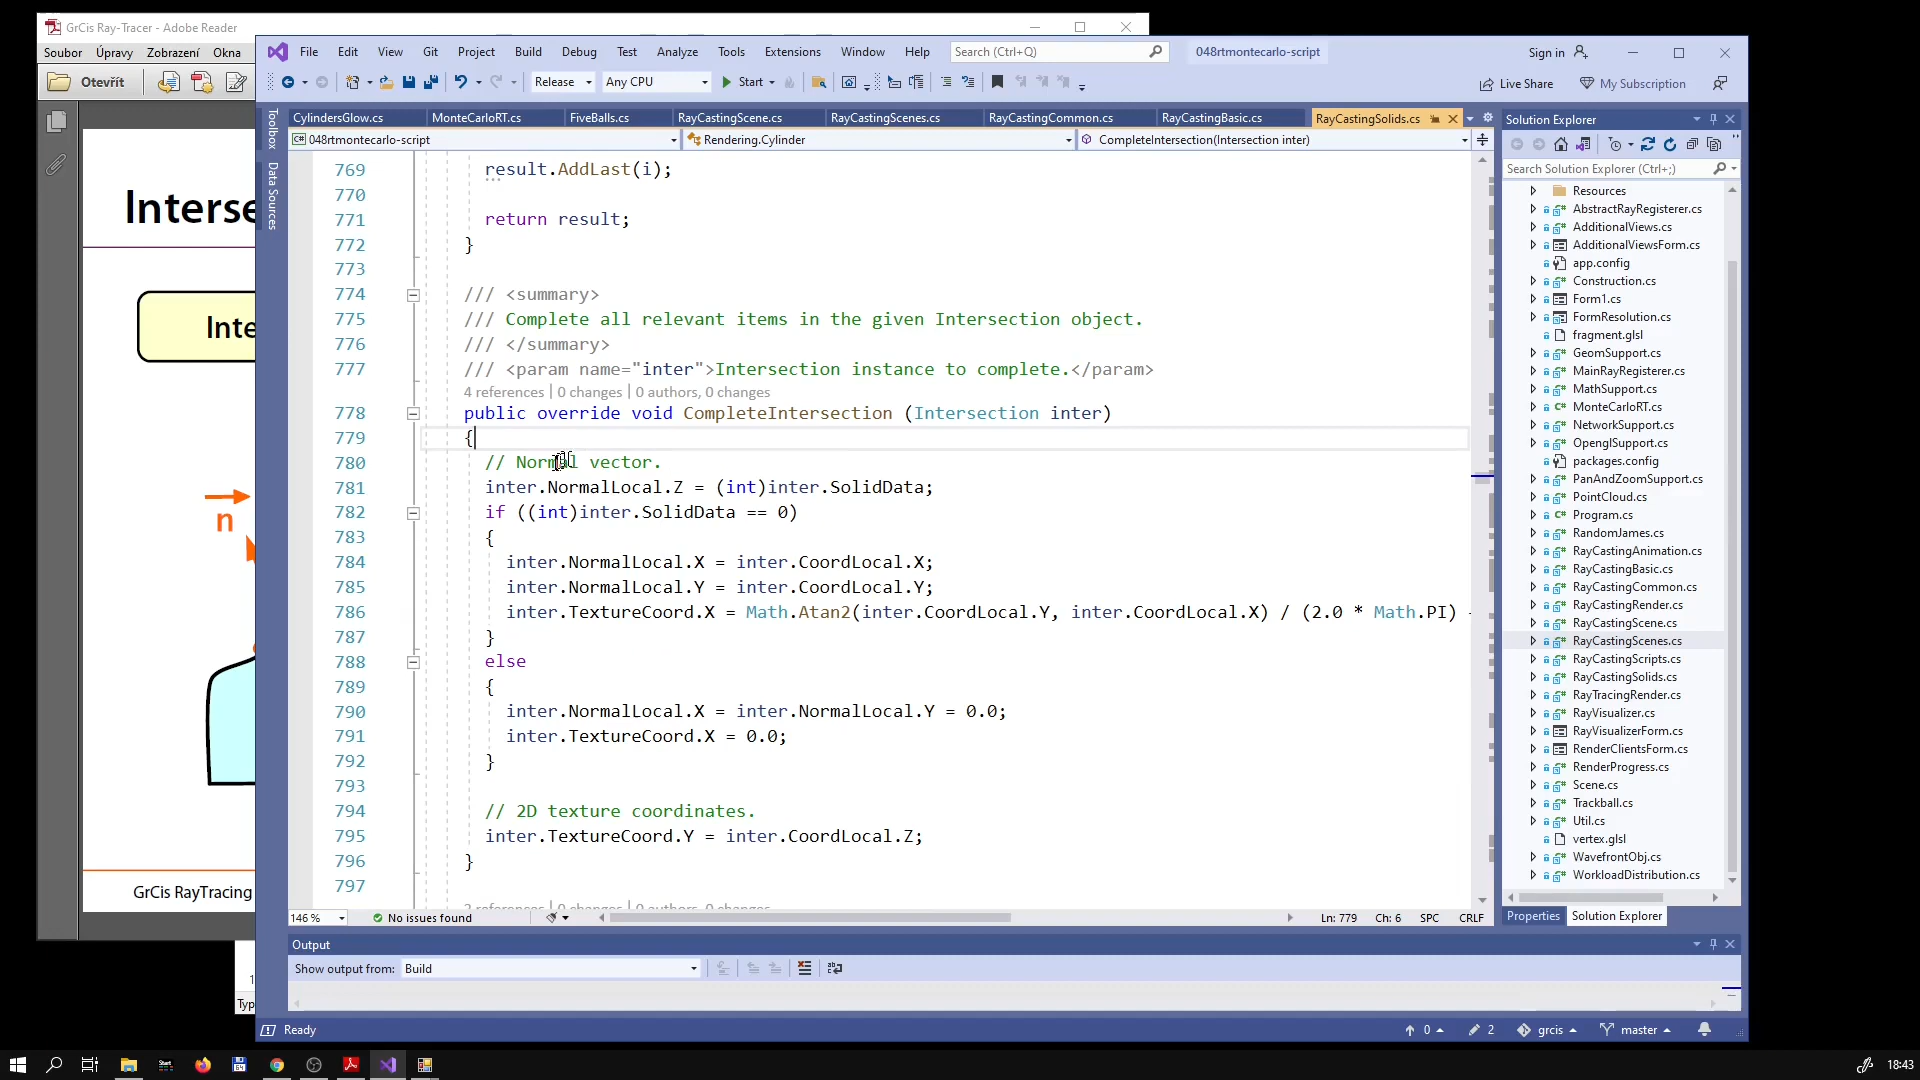 GrCis Ray-Tracer - Adobe Reader
Soubor Úpravy Zobrazení Okna
Otevřít
Interse
Inte
n
GrCis RayTracing
Typ
File Edit View Git Project Build Debug Test Analyze Tools Extensions Window Help
Search (Ctrl+Q)
048rtmontecarlo-script
Sign in
Release Any CPU Start
Live Share My Subscription
Toolbox
Data Sources
CylindersGlow.cs MonteCarloRT.cs FiveBalls.cs RayCastingScene.cs RayCastingScenes.cs RayCastingCommon.cs RayCastingBasic.cs RayCastingSolids.cs
048rtmontecarlo-script Rendering.Cylinder CompleteIntersection(Intersection inter)
769 result.AddLast(i);
770
771 return result;
772 }
773
774 /// <summary>
775 /// Complete all relevant items in the given Intersection object.
776 /// </summary>
777 /// <param name="inter">Intersection instance to complete.</param>
4 references | 0 changes | 0 authors, 0 changes
778 public override void CompleteIntersection (Intersection inter)
779 {
780 // Normal vector.
781 inter.NormalLocal.Z = (int)inter.SolidData;
782 if ((int)inter.SolidData == 0)
783 {
784 inter.NormalLocal.X = inter.CoordLocal.X;
785 inter.NormalLocal.Y = inter.CoordLocal.Y;
786 inter.TextureCoord.X = Math.Atan2(inter.CoordLocal.Y, inter.CoordLocal.X) / (2.0 * Math.PI)
787 }
788 else
789 {
790 inter.NormalLocal.X = inter.NormalLocal.Y = 0.0;
791 inter.TextureCoord.X = 0.0;
792 }
793
794 // 2D texture coordinates.
795 inter.TextureCoord.Y = inter.CoordLocal.Z;
796 }
797
146 % No issues found Ln: 779 Ch: 6 SPC CRLF
Solution Explorer
Search Solution Explorer (Ctrl+;)
Resources
AbstractRayRegisterer.cs
AdditionalViews.cs
AdditionalViewsForm.cs
app.config
Construction.cs
Form1.cs
FormResolution.cs
fragment.glsl
GeomSupport.cs
MainRayRegisterer.cs
MathSupport.cs
MonteCarloRT.cs
NetworkSupport.cs
OpenglSupport.cs
packages.config
PanAndZoomSupport.cs
PointCloud.cs
Program.cs
RandomJames.cs
RayCastingAnimation.cs
RayCastingBasic.cs
RayCastingCommon.cs
RayCastingRender.cs
RayCastingScene.cs
RayCastingScenes.cs
RayCastingScripts.cs
RayCastingSolids.cs
RayTracingRender.cs
RayVisualizer.cs
RayVisualizerForm.cs
RenderClientsForm.cs
RenderProgress.cs
Scene.cs
Trackball.cs
Util.cs
vertex.glsl
WavefrontObj.cs
WorkloadDistribution.cs
Properties Solution Explorer
Output
Show output from: Build
Ready
0 2 grcis master
18:43